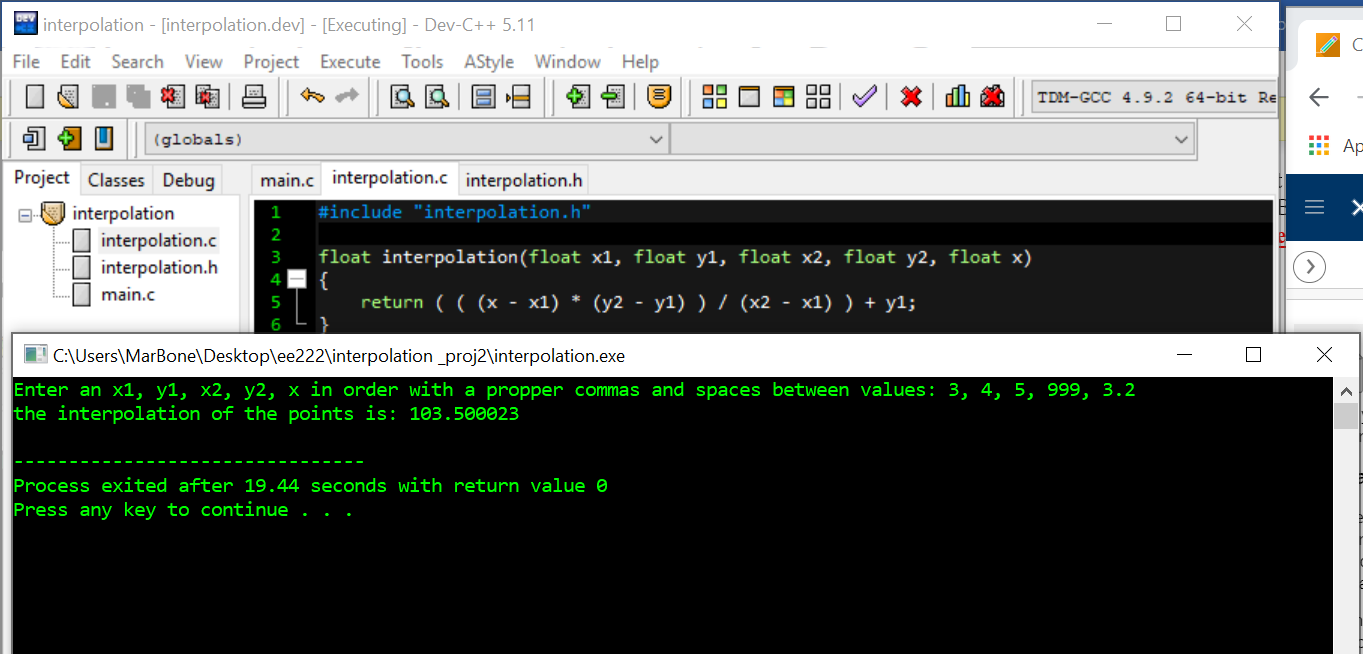 interpolation - [interpolation.dev] - [Executing] - Dev-C++ 5.11
File Edit Search View Project Execute Tools AStyle Window Help
TDM-GCC 4.9.2 64-bit Re
(globals)
Ap
Project Classes Debug
main.c interpolation.c interpolation.h
interpolation
interpolation.c
interpolation.h
main.c
1 #include "interpolation.h"
2
3 float interpolation(float x1, float y1, float x2, float y2, float x)
4 {
5 return ( ( (x - x1) * (y2 - y1) ) / (x2 - x1) ) + y1;
6 }
C:\Users\MarBone\Desktop\ee222\interpolation _proj2\interpolation.exe
Enter an x1, y1, x2, y2, x in order with a propper commas and spaces between values: 3, 4, 5, 999, 3.2
the interpolation of the points is: 103.500023
--------------------------------
Process exited after 19.44 seconds with return value 0
Press any key to continue . . .